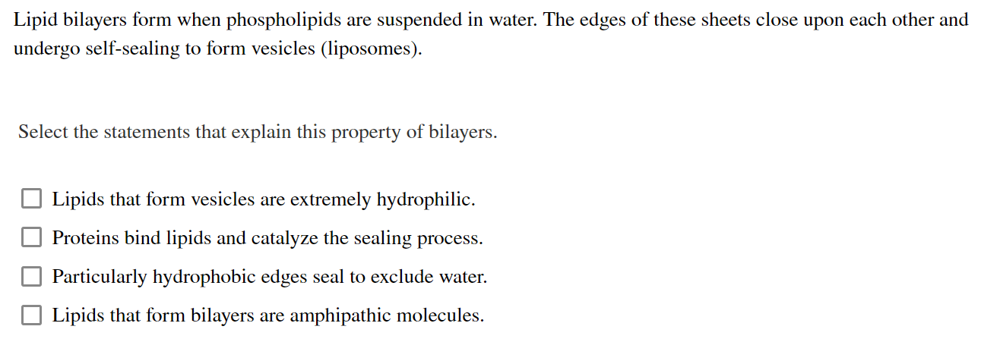 Lipid bilayers form when phospholipids are suspended in water. The edges of these sheets close upon each other and
undergo self-sealing to form vesicles (liposomes).
Select the statements that explain this property of bilayers.
Lipids that form vesicles are extremely hydrophilic.
Proteins bind lipids and catalyze the sealing process.
Particularly hydrophobic edges seal to exclude water.
Lipids that form bilayers are amphipathic molecules.